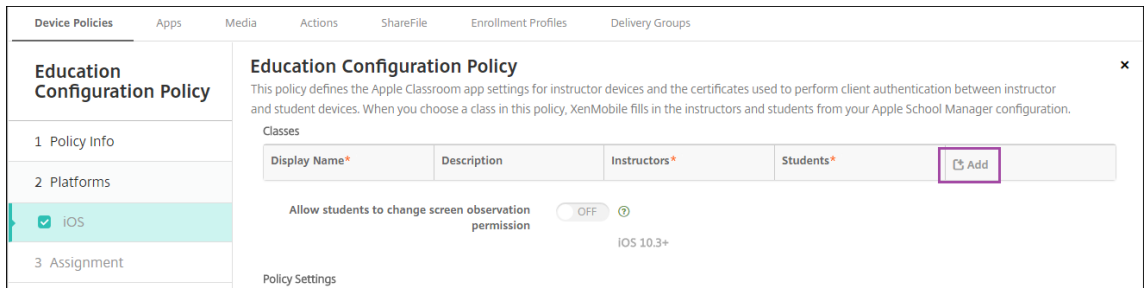 Device Policies Apps Media Actions ShareFile Enrollment Profiles Delivery Groups
Education
Configuration Policy
1 Policy Info
2 Platforms
iOS
3 Assignment
Education Configuration Policy
This policy defines the Apple Classroom app settings for instructor devices and the certificates used to perform client authentication between instructor
and student devices. When you choose a class in this policy, XenMobile fills in the instructors and students from your Apple School Manager configuration.
Classes
Display Name* Description Instructors* Students* Add
Allow students to change screen observation
permission
OFF ?
iOS 10.3+
Policy Settings